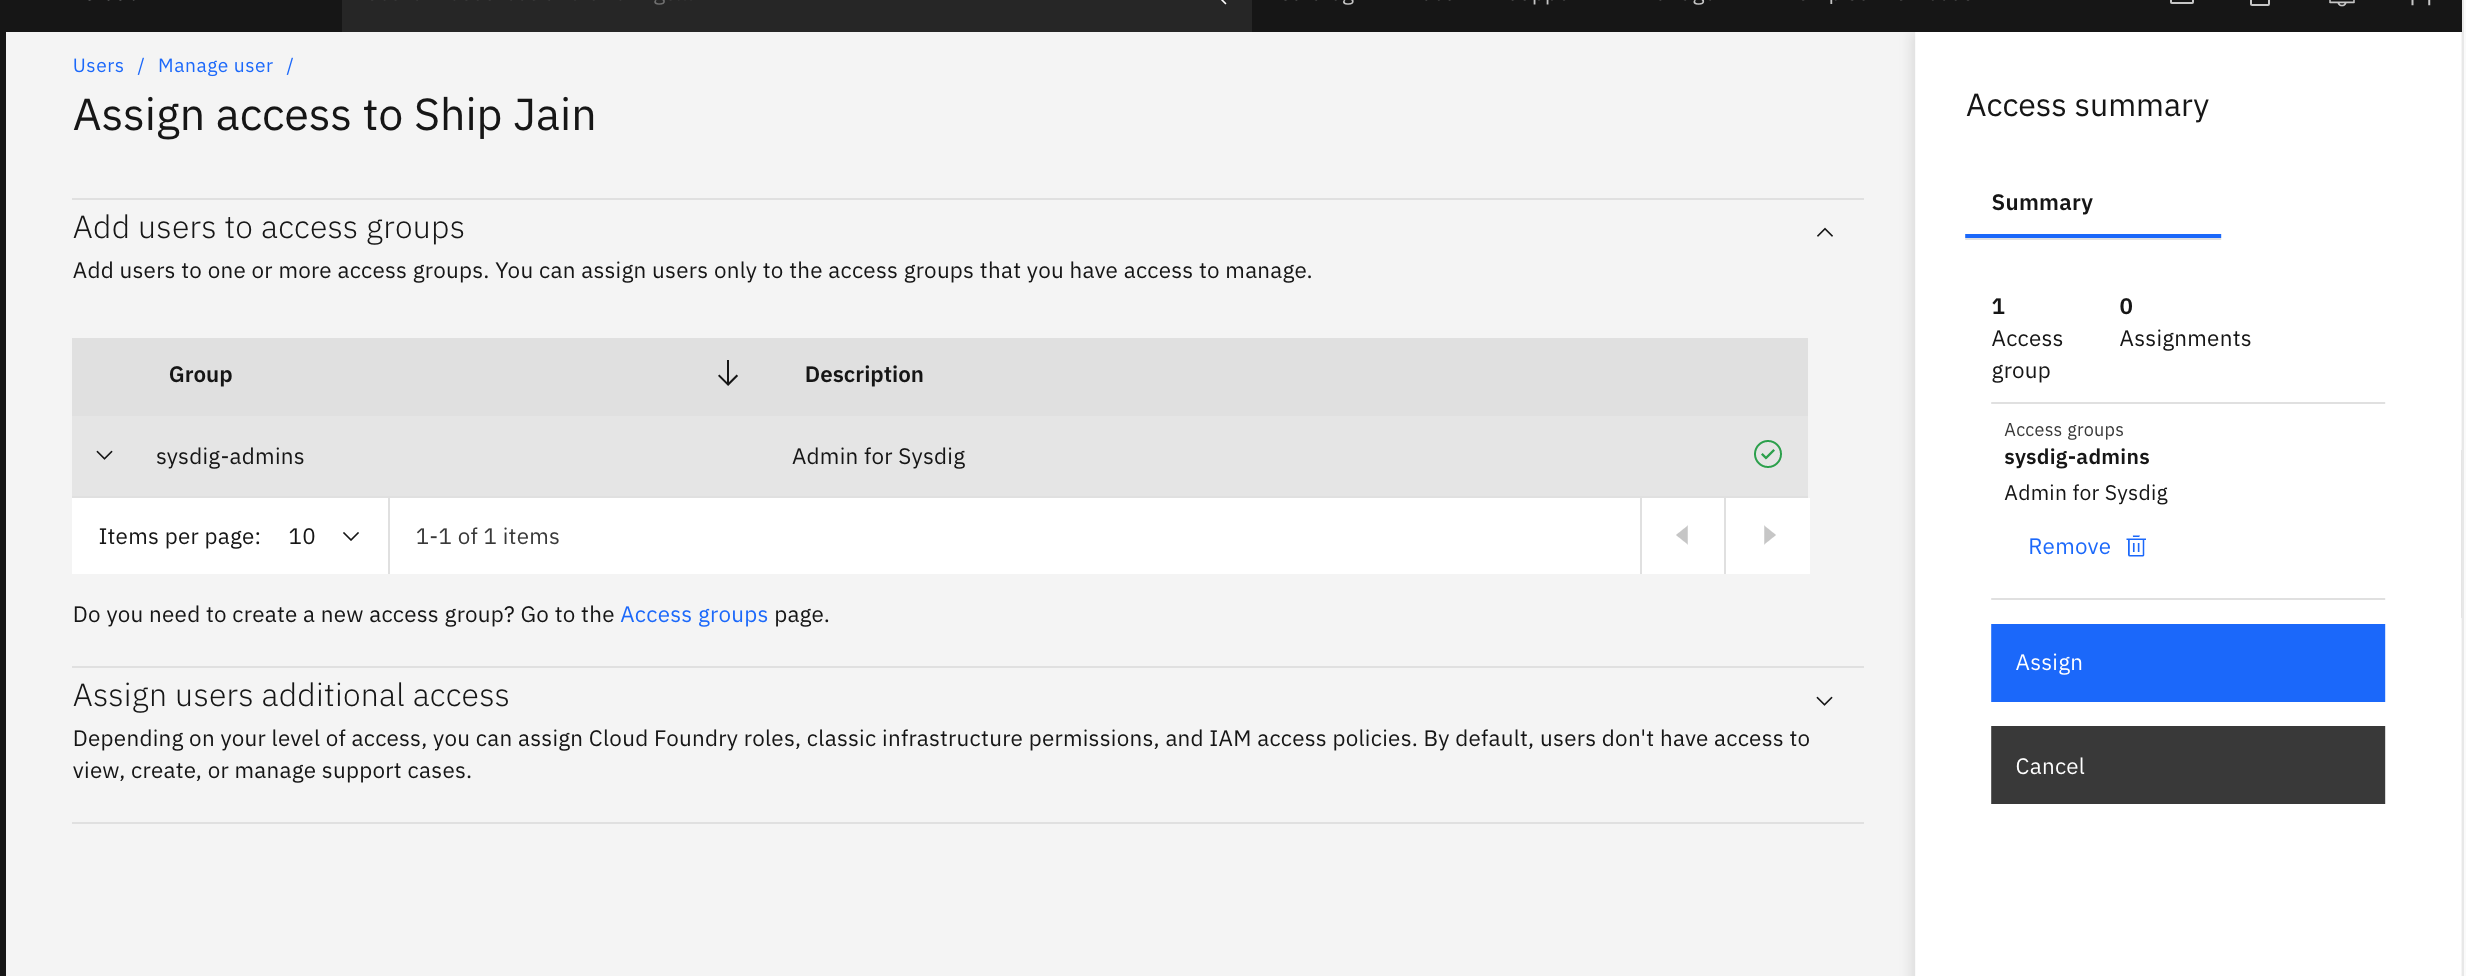 Users / Manage user /
Assign access to Ship Jain
Add users to access groups
Add users to one or more access groups. You can assign users only to the access groups that you have access to manage.
Group Description
sysdig-admins Admin for Sysdig
Items per page: 10 1-1 of 1 items
Do you need to create a new access group? Go to the Access groups page.
Assign users additional access
Depending on your level of access, you can assign Cloud Foundry roles, classic infrastructure permissions, and IAM access policies. By default, users don't have access to
view, create, or manage support cases.
Access summary
Summary
1 0
Access Assignments
group
Access groups
sysdig-admins
Admin for Sysdig
Remove
Assign
Cancel